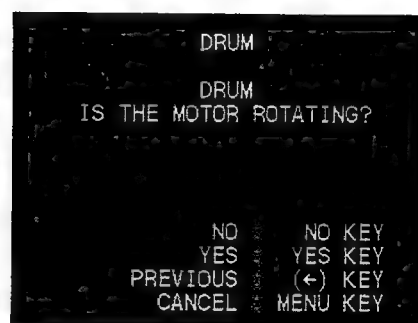 DRUM
DRUM
IS THE MOTOR ROTATING?
NO NO KEY
YES YES KEY
PREVIOUS (←) KEY
CANCEL MENU KEY